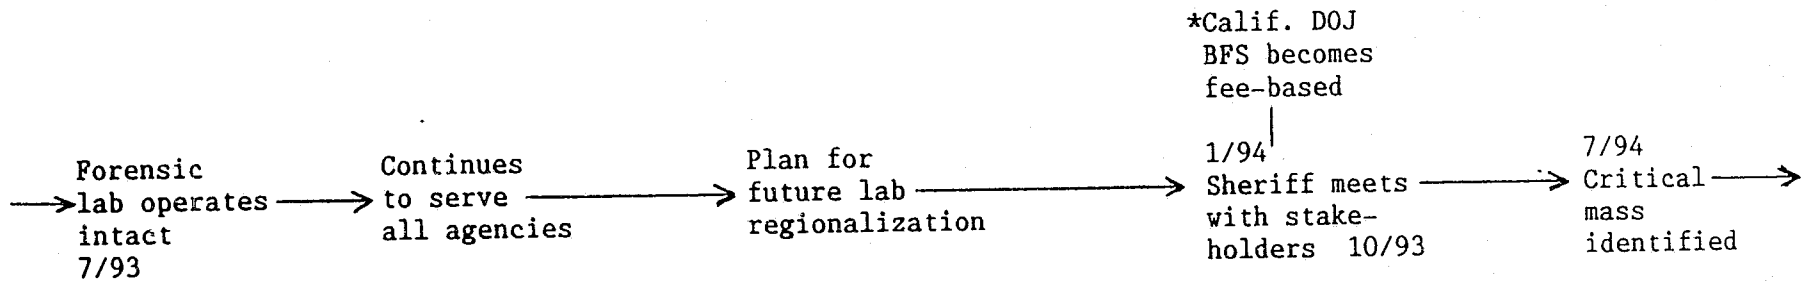 *Calif. DOJ
BFS becomes
fee-based
Forensic
lab operates
intact
7/93
Continues
to serve
all agencies
Plan for
future lab
regionalization
1/94
Sheriff meets
with stake-
holders 10/93
7/94
Critical
mass
identified